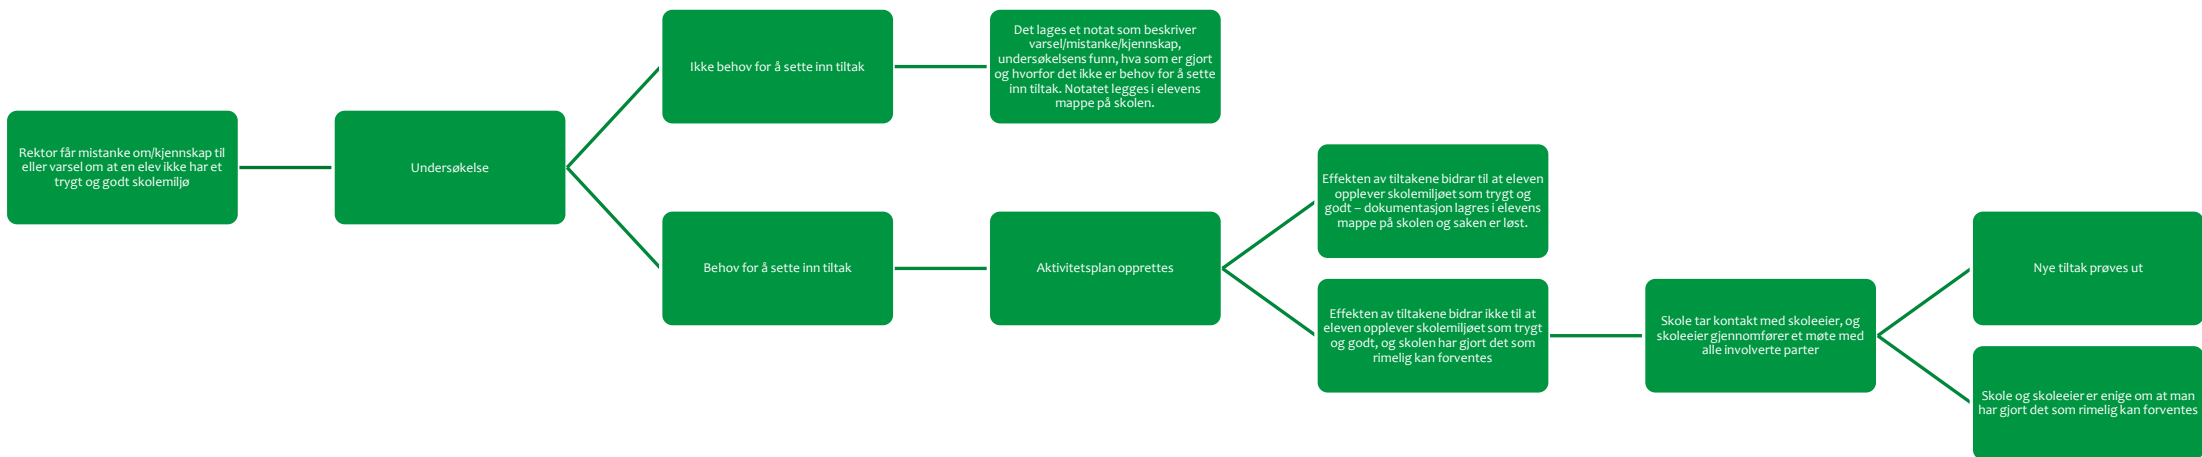 Rektor får mistanke om/kjennskap til
eller varsel om at en elev ikke har et
trygt og godt skolemiljø
Undersøkelse
Ikke behov for å sette inn tiltak
Det lages et notat som beskriver
varsel/mistanke/kjennskap,
undersøkelsens funn, hva som er gjort
og hvorfor det ikke er behov for å sette
inn tiltak. Notatet legges i elevens
mappe på skolen.
Behov for å sette inn tiltak
Aktivitetsplan opprettes
Effekten av tiltakene bidrar til at eleven
opplever skolemiljøet som trygt og
godt – dokumentasjon lagres i elevens
mappe på skolen og saken er løst.
Effekten av tiltakene bidrar ikke til at
eleven opplever skolemiljøet som trygt
og godt, og skolen har gjort det som
rimelig kan forventes
Skole tar kontakt med skoleeier, og
skoleeier gjennomfører et møte med
alle involverte parter
Nye tiltak prøves ut
Skole og skoleeier er enige om at man
har gjort det som rimelig kan forventes